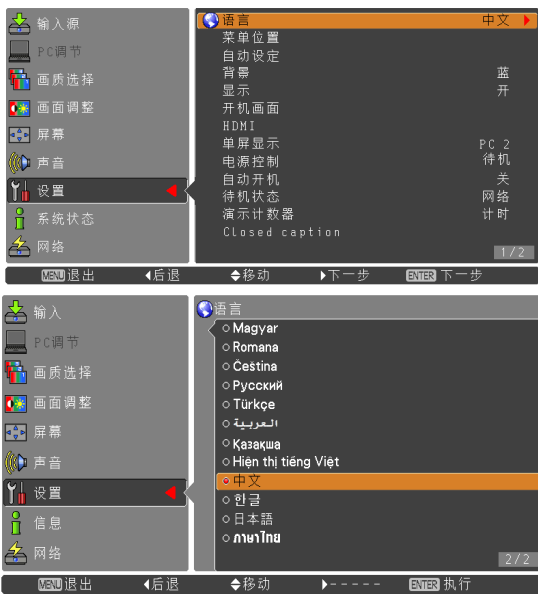 输入源
PC调节
画质选择
画面调整
屏幕
声音
设置
系统状态
网络
语言 中文
菜单位置
自动设定
背景 蓝
显示 开
开机画面
HDMI
单屏显示 PC 2
电源控制 待机
自动开机 关
待机状态 网络
演示计数器 计时
Closed caption
1/2
MENU 退出 后退 移动 下一步 ENTER 下一步
输入
PC调节
画质选择
画面调整
屏幕
声音
设置
信息
网络
语言
Magyar
Romana
Čeština
Русский
Türkçe
العربية
Қазақша
Hiện thị tiếng Việt
中文
한글
日本語
ภาษาไทย
2/2
MENU 退出 后退 移动 ----- ENTER 执行